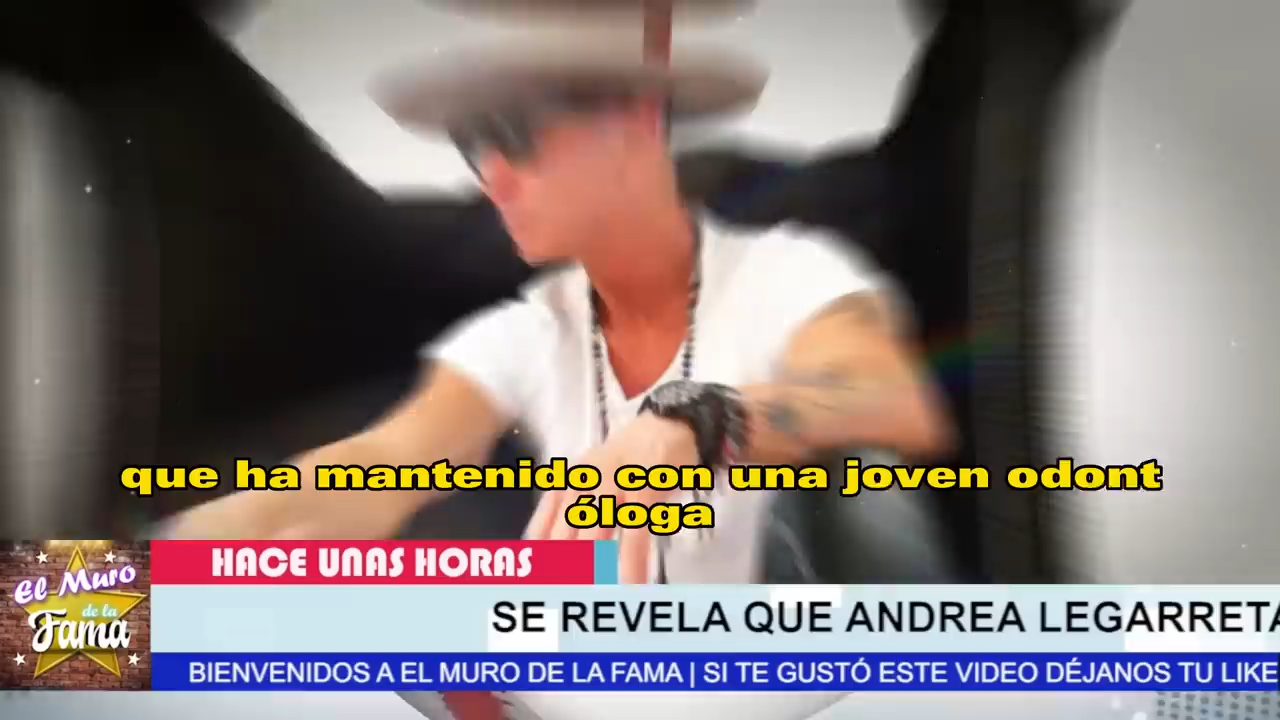 que ha mantenido con una joven odont
óloga
HACE UNAS HORAS
El Muro
de la
Fama
SE REVELA QUE ANDREA LEGARRETA
BIENVENIDOS A EL MURO DE LA FAMA | SI TE GUSTÓ ESTE VIDEO DÉJANOS TU LIKE